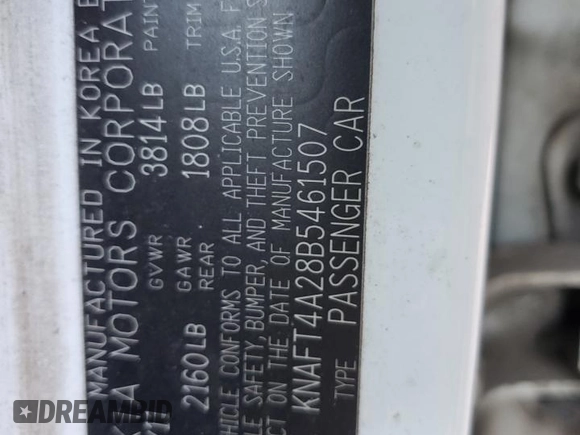 MANUFACTURED IN KOREA
A MOTORS CORPORAT
GVWR 3814LB PAIN
GAWR
2160LB REAR 1808LB TRIM
HICLE CONFORMS TO ALL APPLICABLE U.S.A. F
LE SAFETY, BUMPER, AND THEFT PREVENTION S
CT ON THE DATE OF MANUFACTURE SHOWN
KNAFT4A28B5461507
TYPE PASSENGER CAR
DREAMBID